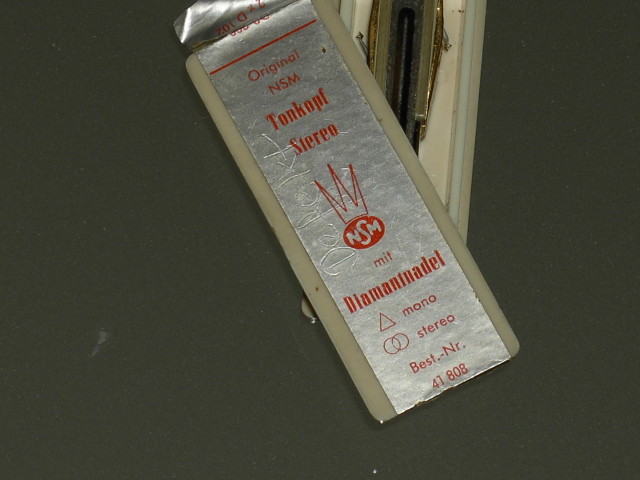 Original
NSM
Tonkopf
Stereo
NSM
mit
Diamantnadel
mono
stereo
Best.-Nr.
41 808